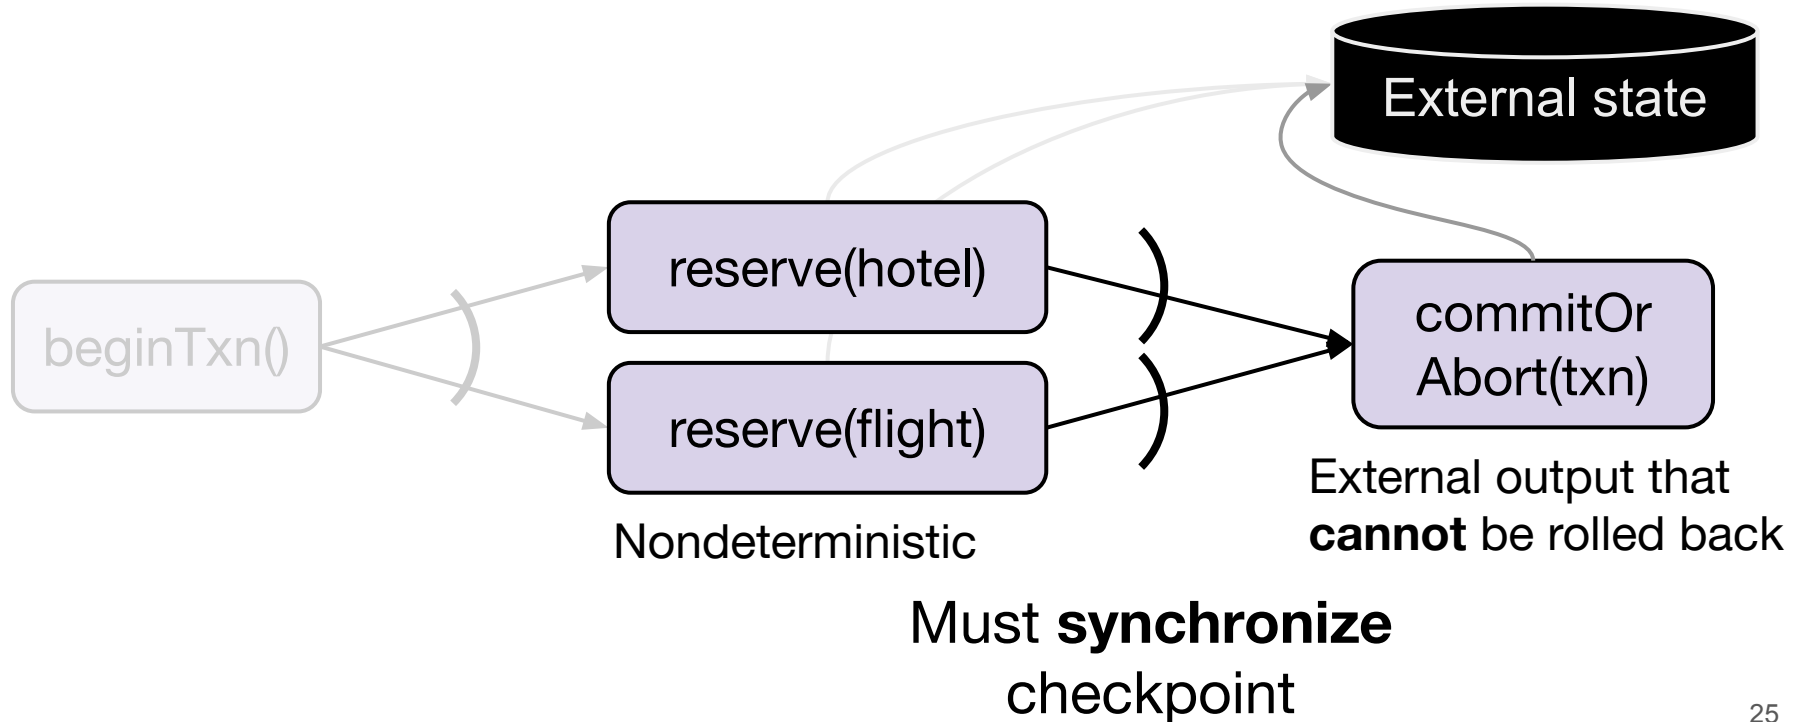 External state
reserve(hotel)
beginTxn()
commitOr
Abort(txn)
reserve(flight)
External output that
cannot be rolled back
Nondeterministic
Must synchronize
checkpoint
25